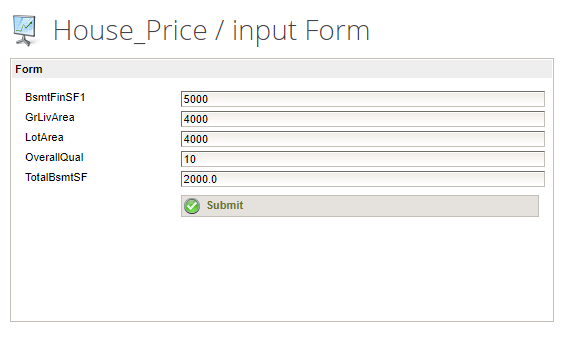 House_Price / input Form
Form
BsmtFinSF1 5000
GrLivArea 4000
LotArea 4000
OverallQual 10
TotalBsmtSF 2000.0
Submit